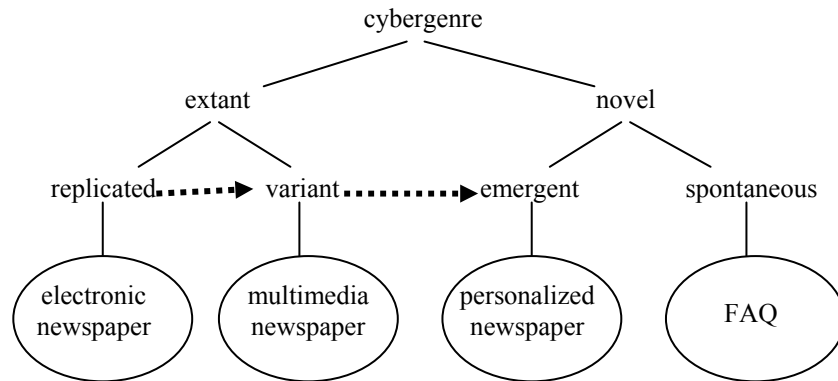 cybergenre
extant novel
replicated variant emergent spontaneous
electronic newspaper
multimedia newspaper
personalized newspaper
FAQ